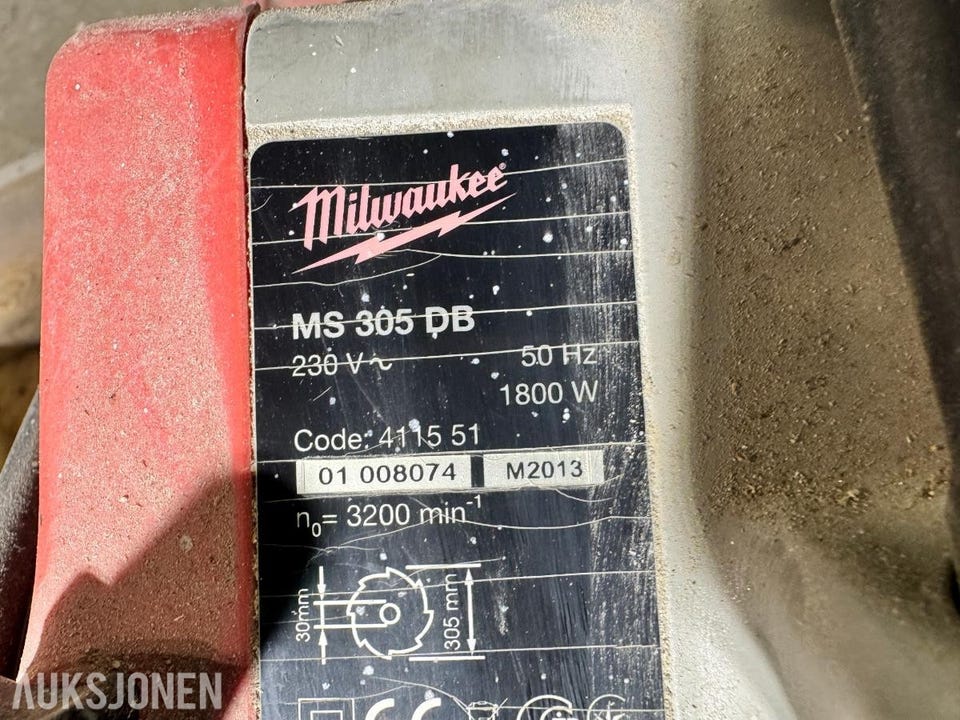 Milwaukee®
MS 305 DB
230 V ~ 50 Hz
1800 W
Code: 4115 51
01 008074 M2013
n₀= 3200 min⁻¹
30mm 305 mm
CE
AUKSJONEN